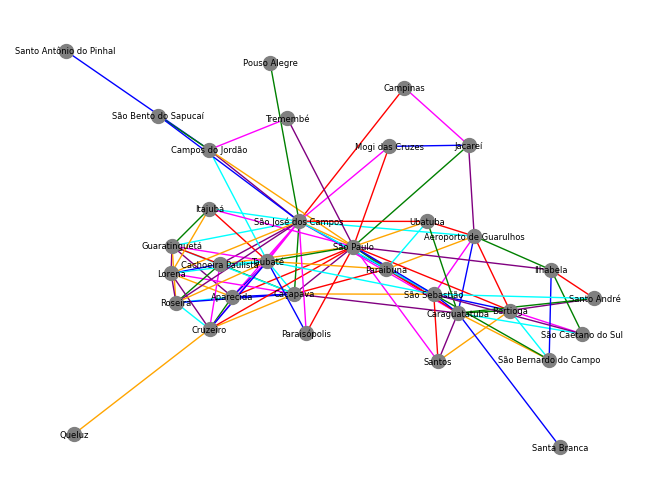 Santo Antônio do Pinhal
Pouso Alegre
Campinas
São Bento do Sapucaí
Tremembé
Campos do Jordão
Mogi das Cruzes
Jacareí
Itajubá
São José dos Campos
Ubatuba
Aeroporto de Guarulhos
Guaratinguetá
São Paulo
Taubaté
Cachoeira Paulista
Paraibuna
Ilhabela
Lorena
Roseira
Aparecida
Caçapava
São Sebastião
Santo André
Caraguatatuba
Bertioga
Cruzeiro
Paraisópolis
São Caetano do Sul
Santos
São Bernardo do Campo
Queluz
Santa Branca